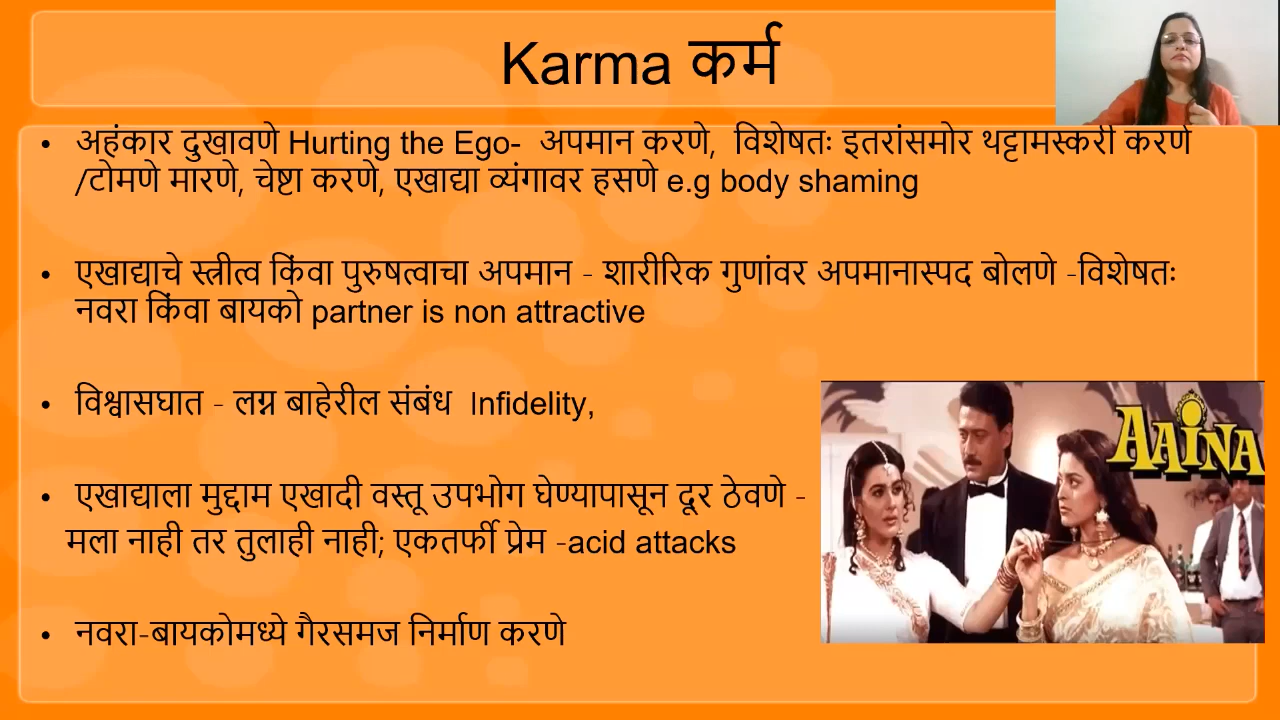 Karma कर्म
• अहंकार दुखावणे Hurting the Ego- अपमान करणे, विशेषतः इतरांसमोर थट्टामस्करी करणे
/टोमणे मारणे, चेष्टा करणे, एखाद्या व्यंगावर हसणे e.g body shaming
• एखाद्याचे स्त्रीत्व किंवा पुरुषत्वाचा अपमान - शारीरिक गुणांवर अपमानास्पद बोलणे -विशेषतः
नवरा किंवा बायको partner is non attractive
• विश्वासघात - लग्न बाहेरील संबंध Infidelity,
• एखाद्याला मुद्दाम एखादी वस्तू उपभोग घेण्यापासून दूर ठेवणे -
मला नाही तर तुलाही नाही; एकतर्फी प्रेम -acid attacks
AAINA
• नवरा-बायकोमध्ये गैरसमज निर्माण करणे